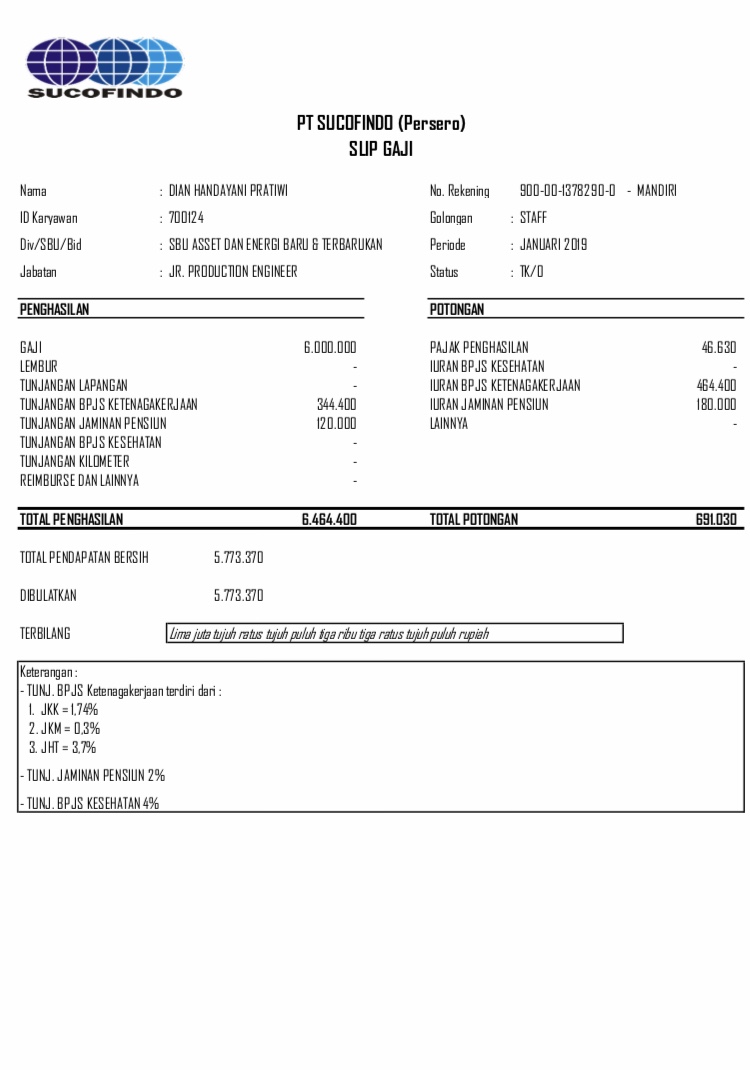 SUCOFINDO
PT SUCOFINDO (Persero)
SLIP GAJI
Nama : DIAN HANDAYANI PRATIWI No. Rekening 900-00-1378290-0 - MANDIRI
ID Karyawan : 700124 Golongan : STAFF
Div/SBU/Bid : SBU ASSET DAN ENERGI BARU & TERBARUKAN Periode : JANUARI 2019
Jabatan : JR. PRODUCTION ENGINEER Status : TK/0
PENGHASILAN POTONGAN
GAJI 6.000.000 PAJAK PENGHASILAN 46.630
LEMBUR - IURAN BPJS KESEHATAN -
TUNJANGAN LAPANGAN - IURAN BPJS KETENAGAKERJAAN 464.400
TUNJANGAN BPJS KETENAGAKERJAAN 344.400 IURAN JAMINAN PENSIUN 180.000
TUNJANGAN JAMINAN PENSIUN 120.000 LAINNYA -
TUNJANGAN BPJS KESEHATAN -
TUNJANGAN KILOMETER -
REIMBURSE DAN LAINNYA -
TOTAL PENGHASILAN 6.464.400 TOTAL POTONGAN 691.030
TOTAL PENDAPATAN BERSIH 5.773.370
DIBULATKAN 5.773.370
TERBILANG Lima juta tujuh ratus tujuh puluh tiga ribu tiga ratus tujuh puluh rupiah
Keterangan :
- TUNJ. BPJS Ketenagakerjaan terdiri dari :
1. JKK = 1,74%
2. JKM = 0,3%
3. JHT = 3,7%
- TUNJ. JAMINAN PENSIUN 2%
- TUNJ. BPJS KESEHATAN 4%